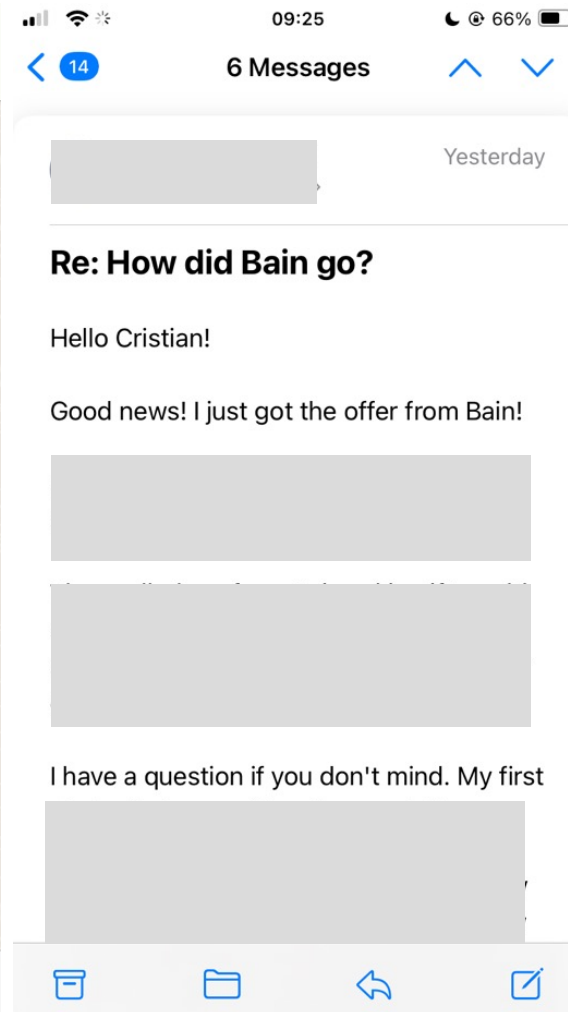 09:25
66%
14
6 Messages
Yesterday
Re: How did Bain go?
Hello Cristian!
Good news! I just got the offer from Bain!
I have a question if you don't mind. My first